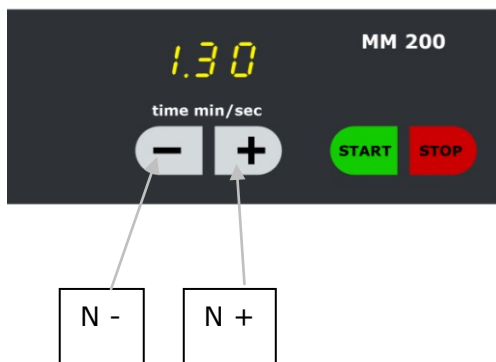 MM 200
1.30
time min/sec
- +
START STOP
N - N +